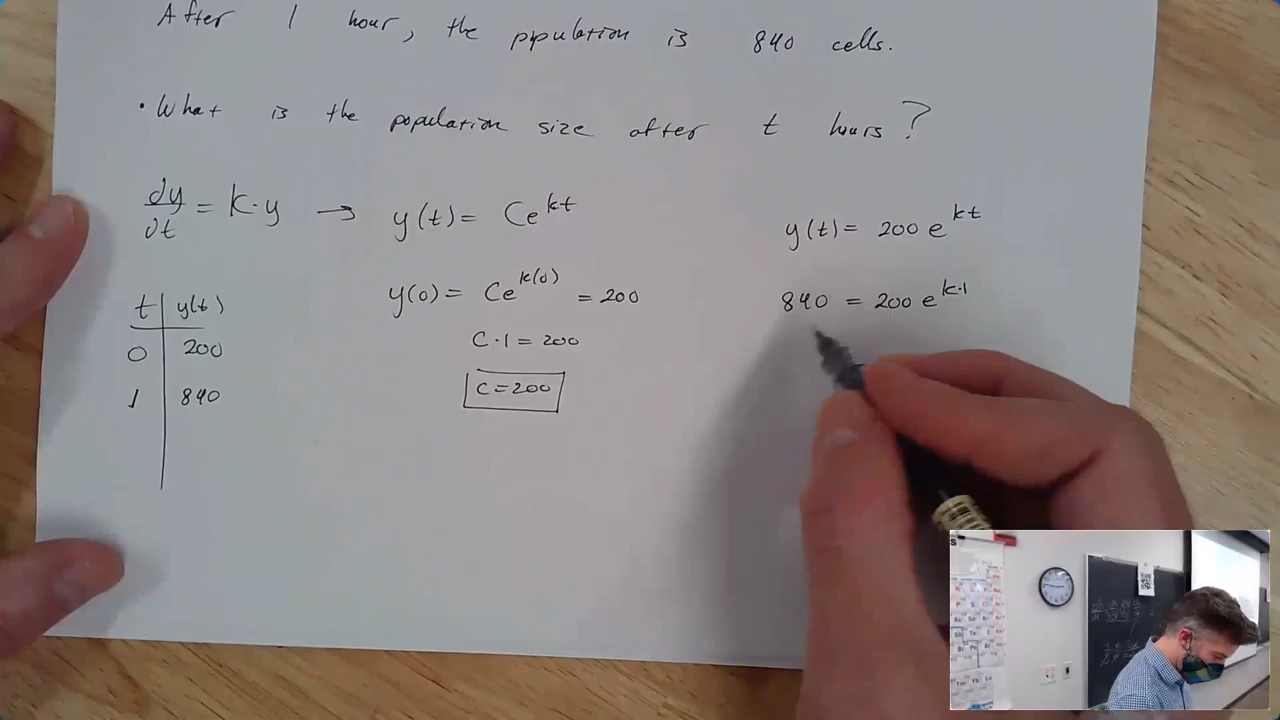 After 1 hour, the population is 840 cells.
• What is the population size after t hours?
dy/dt = k·y → y(t) = Ce^{kt}
y(0) = Ce^{k(0)} = 200
C·1 = 200
C = 200
t | y(t)
0 | 200
1 | 840
y(t) = 200 e^{kt}
840 = 200 e^{k·1}